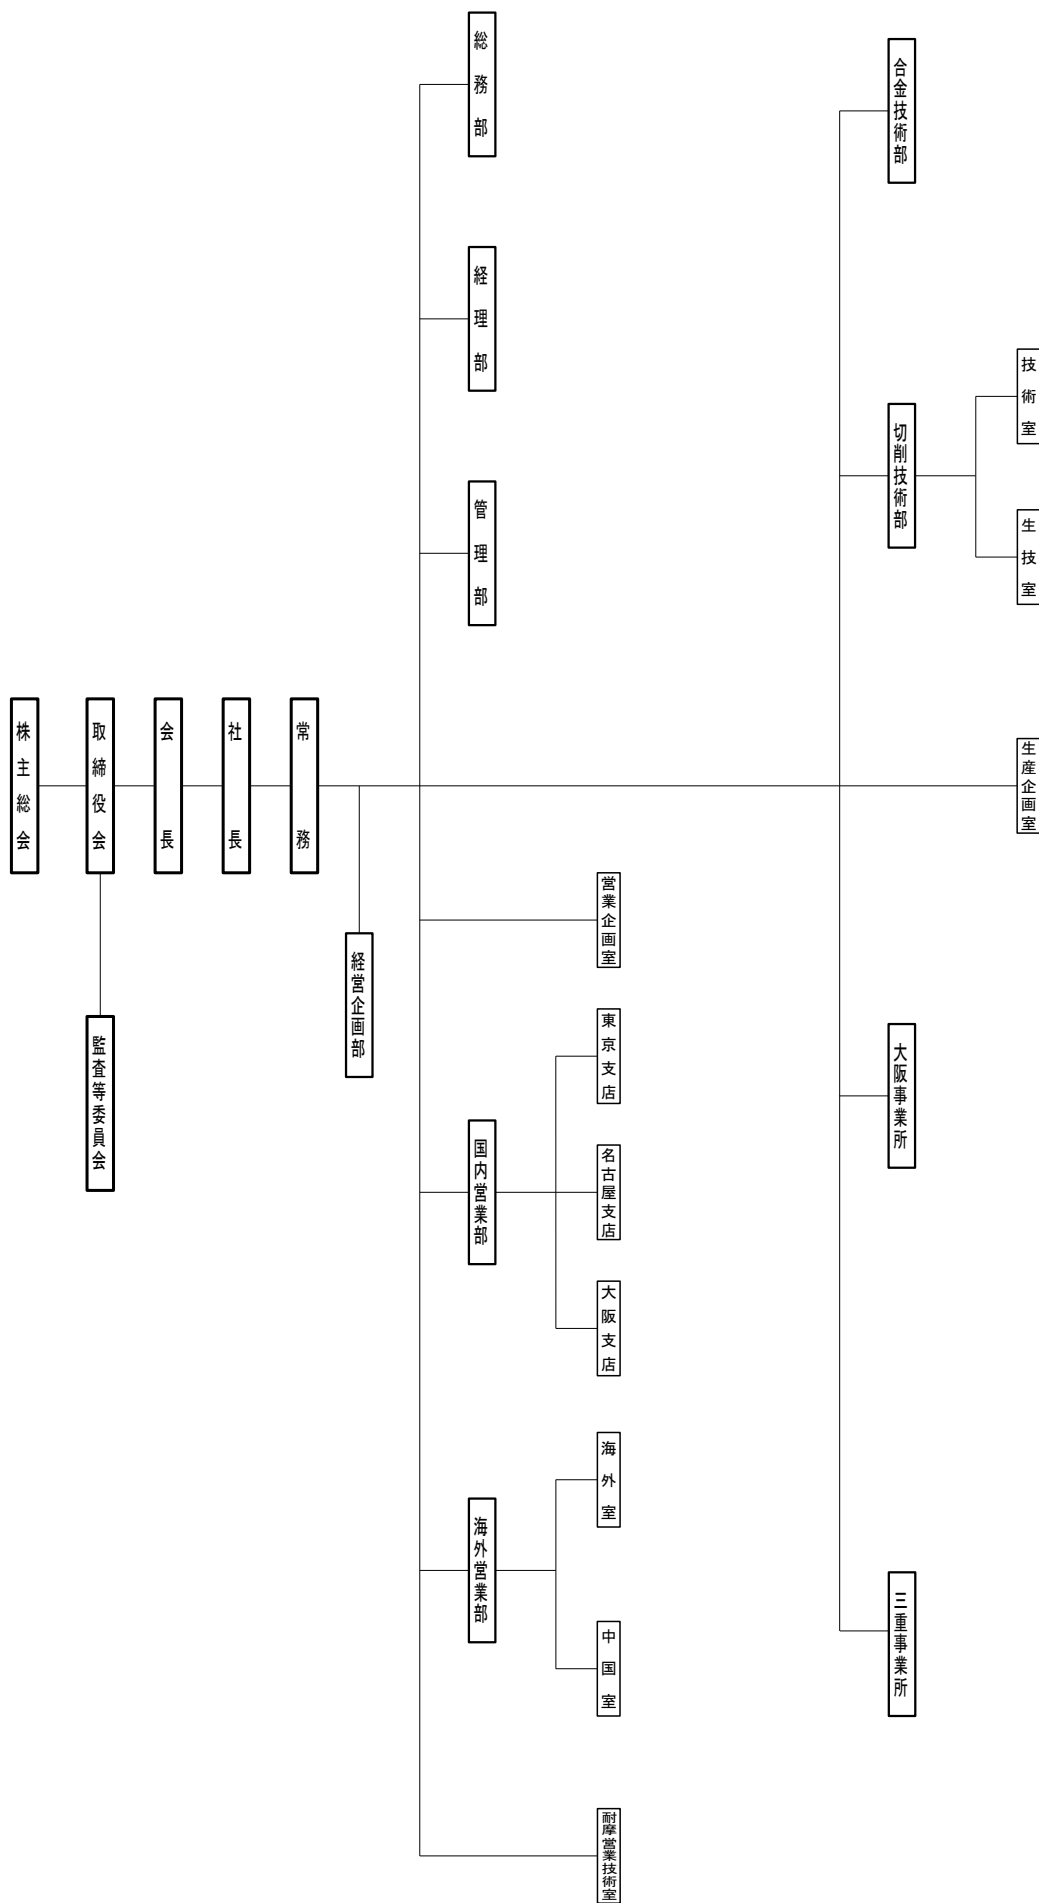 株主総会
取締役会
監査等委員会
会長
社長
常務
経営企画部
総務部
経理部
管理部
営業企画室
国内営業部
東京支店
名古屋支店
大阪支店
海外営業部
海外室
中国室
耐摩営業技術室
合金技術部
切削技術部
技術室
生技室
生産企画室
大阪事業所
三重事業所